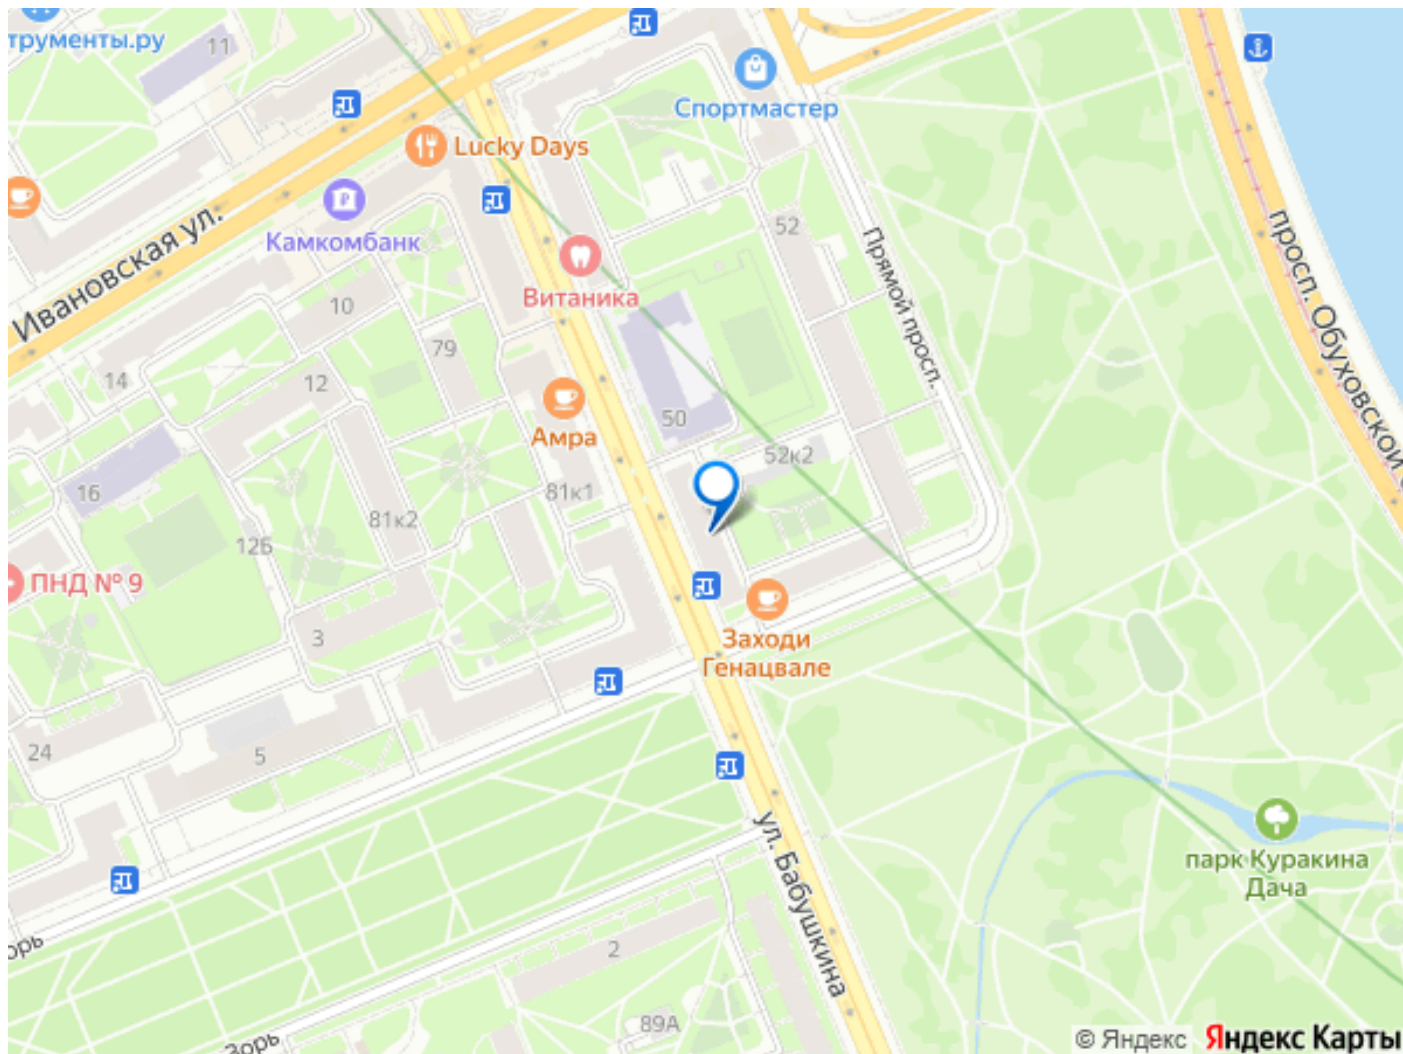 трументы.ру
11
Спортмастер
Lucky Days
Камкомбанк
Ивановская ул.
52
Прямой просп.
просп. Обуховской
Витаника
10
79
14
12
50
Амра
52к2
16
81к1
81к2
12Б
ПНД № 9
3
Заходи
Генацвале
24
5
ул. Бабушкина
парк Куракина
Дача
орь
2
89А
Зорь
© Яндекс Яндекс Карты